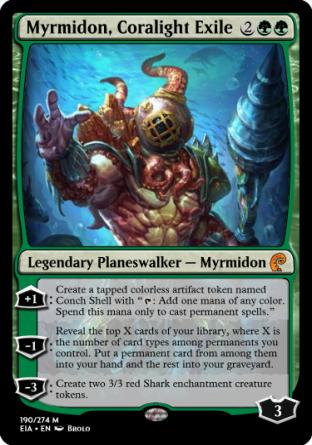 Myrmidon, Coralight Exile 2
Legendary Planeswalker — Myrmidon
+1
Create a tapped colorless artifact token
named Conch Shell with “T: Add one mana of any color.
Spend this mana only to cast permanent spells.”
-1
Reveal the top X cards of your library, where X is
the number of card types among permanents you
control. Put a permanent card from among them
into your hand and the rest into your graveyard.
-3
Create two 3/3 red Shark enchantment creature
tokens.
3
190/274 M
EIA • EN Brolo